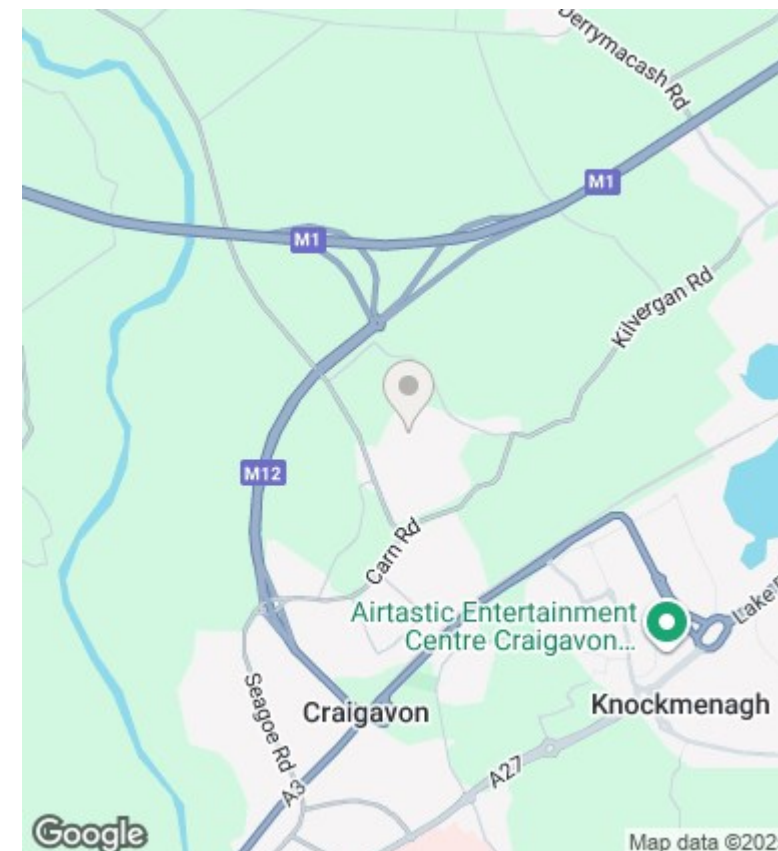 Derrymacash Rd
M1
M1
Kilvergan Rd
M12
Carn Rd
Airtastic Entertainment
Centre Craigavon...
Lake
Knockmenagh
Craigavon
Seagoe Rd
A27
A3
Google
Map data ©202